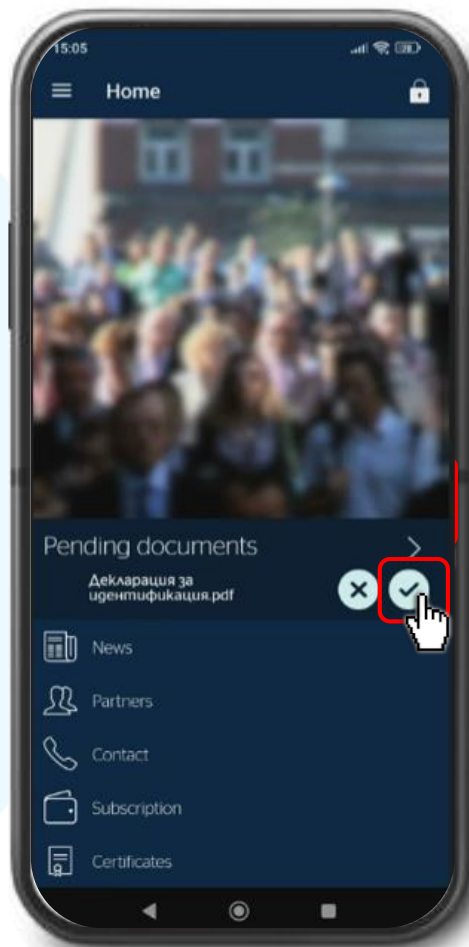 15:05
Home
Pending documents
Декларация за
идентификация.pdf
News
Partners
Contact
Subscription
Certificates